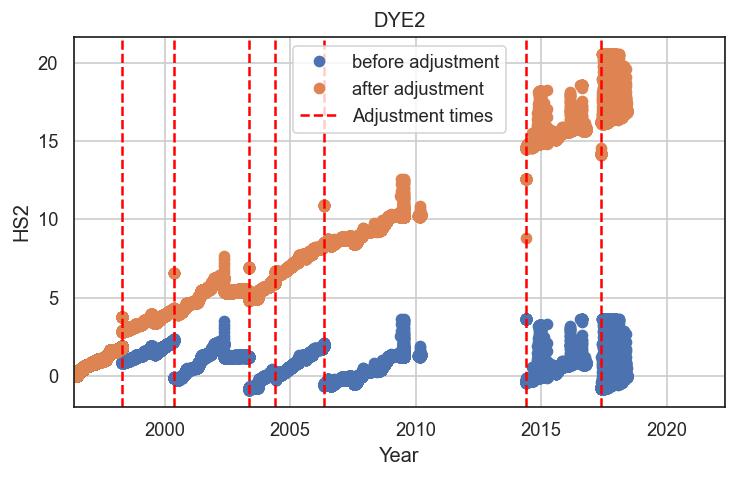 DYE2
before adjustment
after adjustment
Adjustment times
20
15
10
5
0
HS2
2000 2005 2010 2015 2020
Year